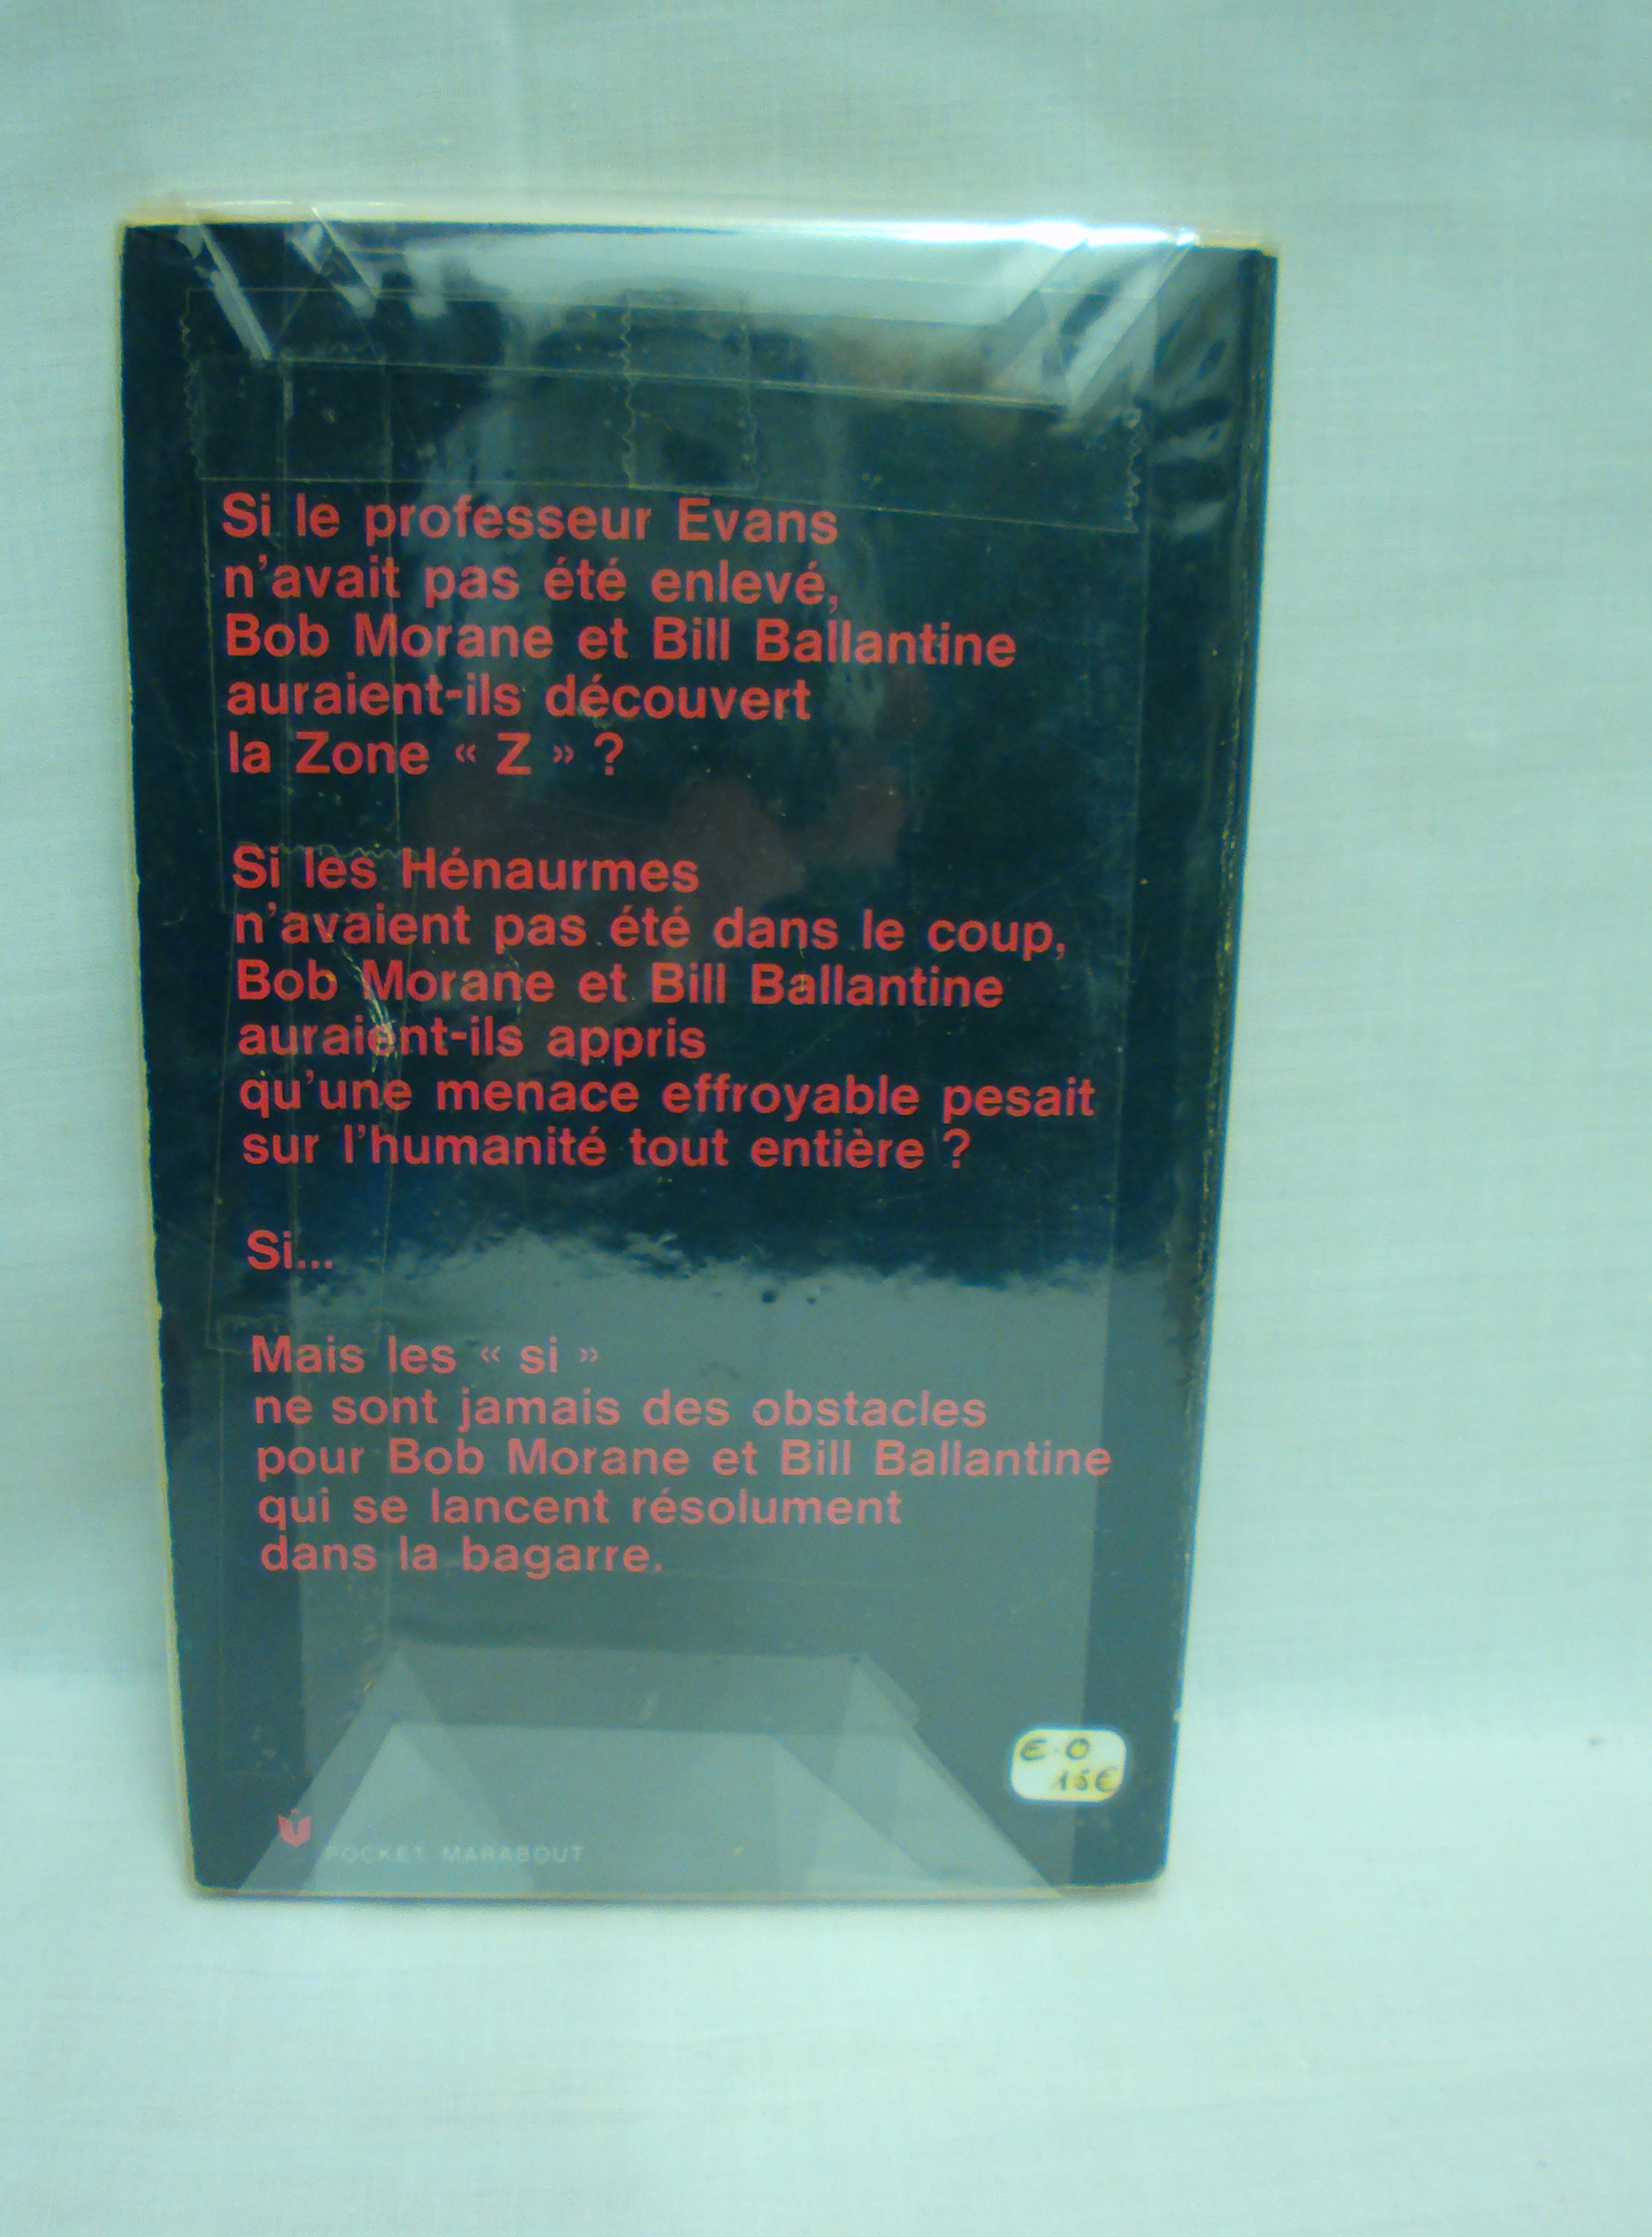 Si le professeur Evans
n'avait pas été enlevé,
Bob Morane et Bill Ballantine
auraient-ils découvert
la Zone « Z » ?
Si les Hénaurmes
n'avaient pas été dans le coup,
Bob Morane et Bill Ballantine
auraient-ils appris
qu'une menace effroyable pesait
sur l'humanité tout entière ?
Si...
Mais les « si »
ne sont jamais des obstacles
pour Bob Morane et Bill Ballantine
qui se lancent résolument
dans la bagarre.
E.O
15€
POCKET MARABOUT